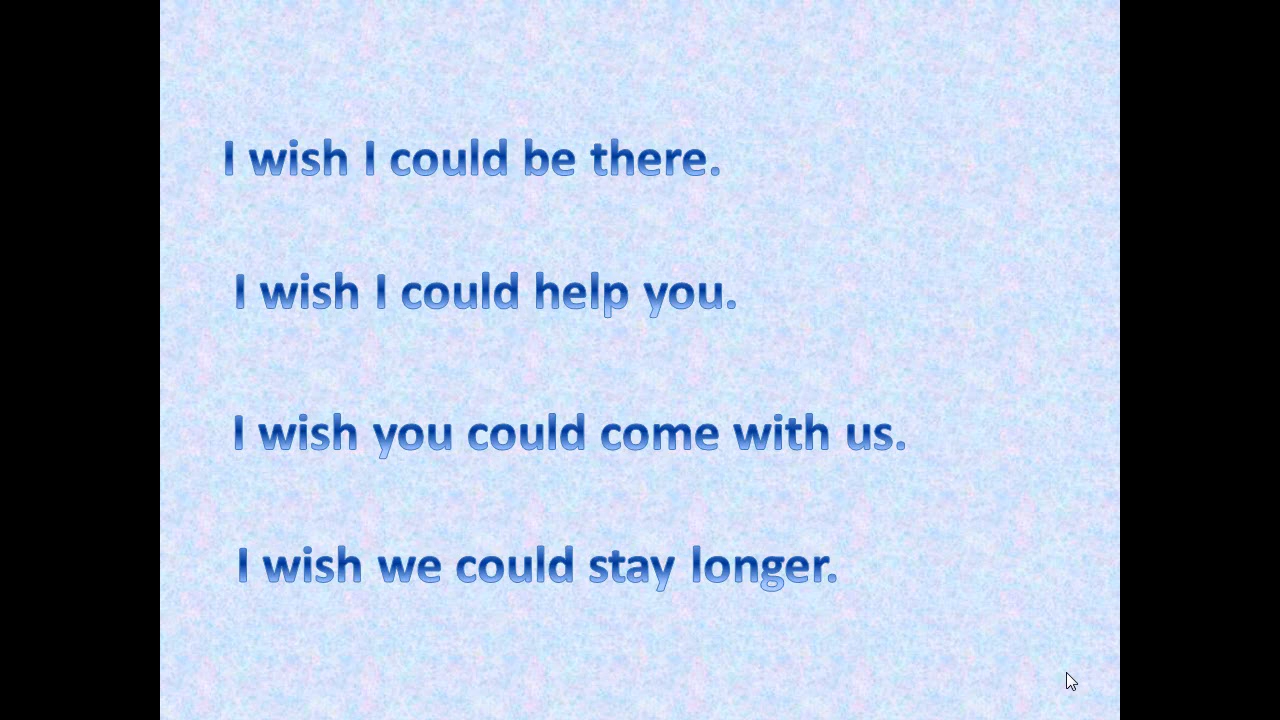 I wish I could be there.
I wish I could help you.
I wish you could come with us.
I wish we could stay longer.